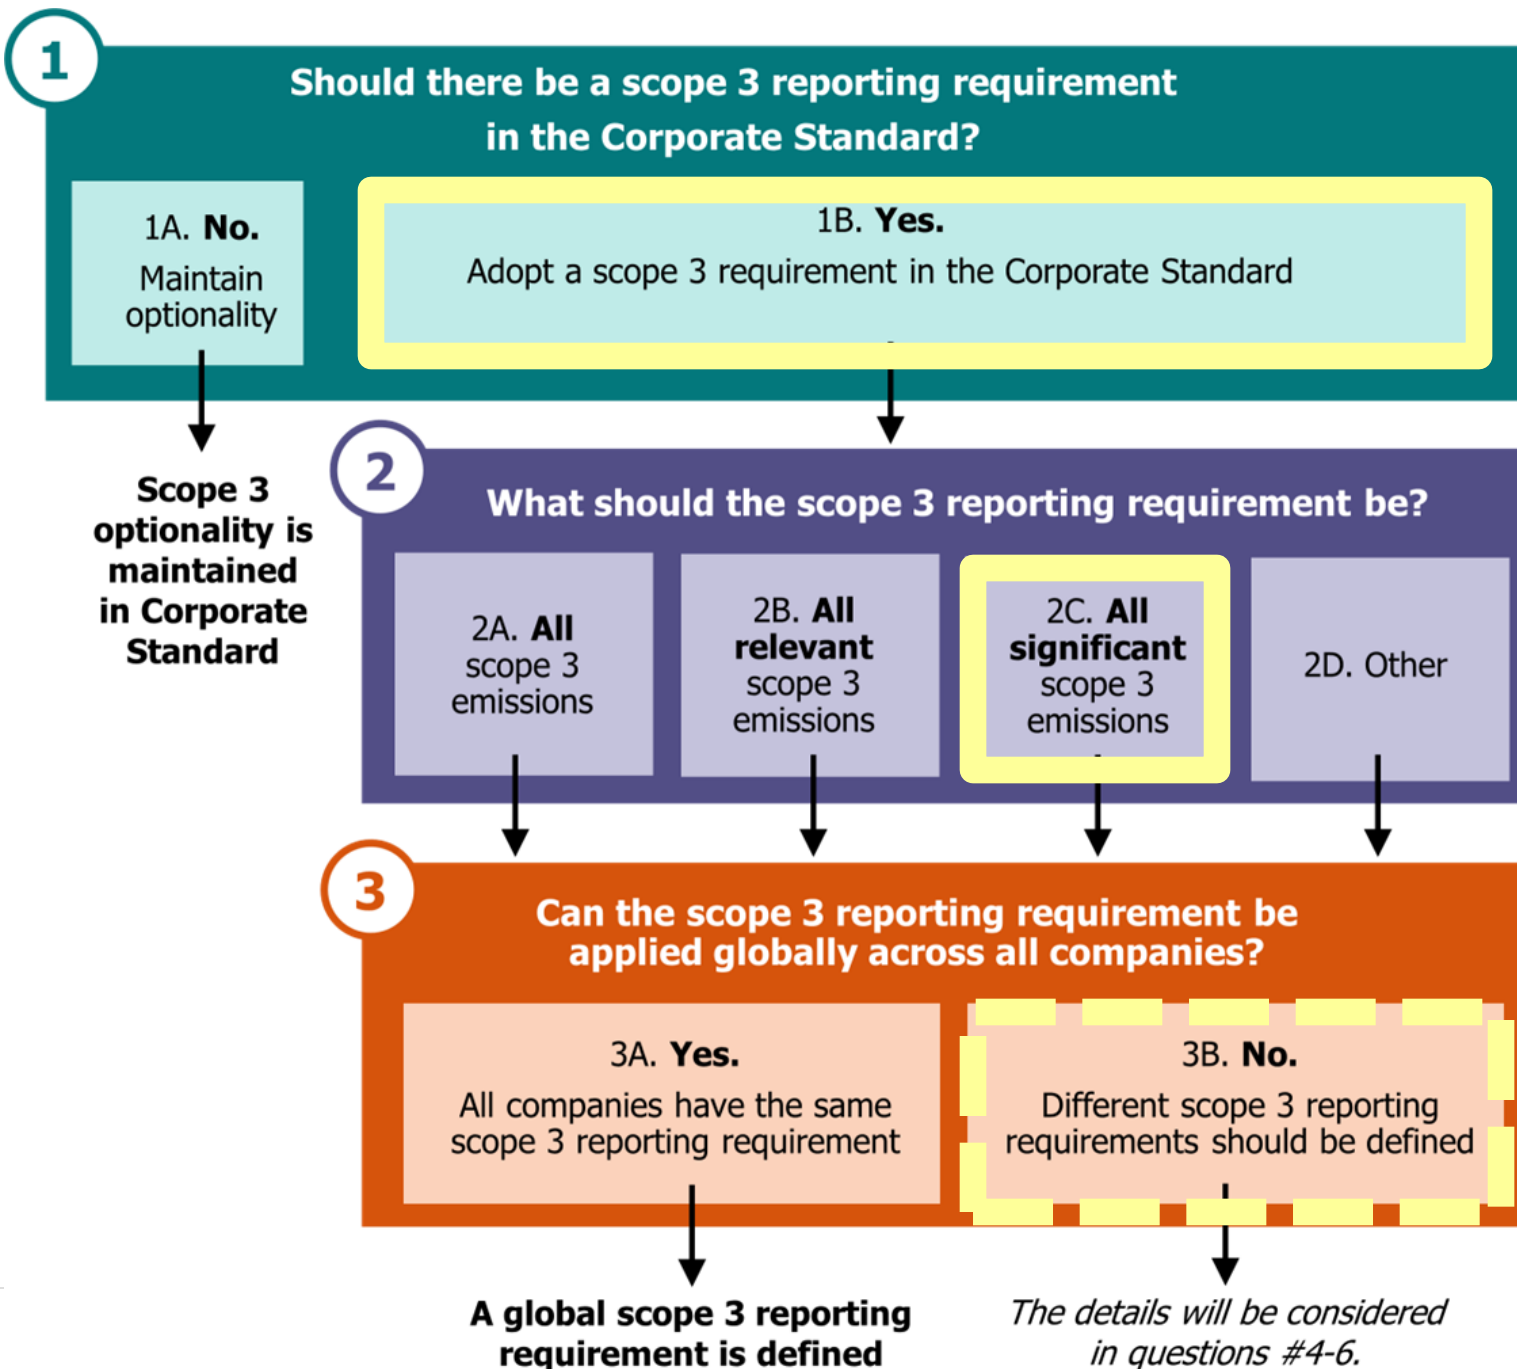 1
Should there be a scope 3 reporting requirement
in the Corporate Standard?
1A. No.
Maintain
optionality
1B. Yes.
Adopt a scope 3 requirement in the Corporate Standard
Scope 3
optionality is
maintained
in Corporate
Standard
2
What should the scope 3 reporting requirement be?
2A. All
scope 3
emissions
2B. All
relevant
scope 3
emissions
2C. All
significant
scope 3
emissions
2D. Other
3
Can the scope 3 reporting requirement be
applied globally across all companies?
3A. Yes.
All companies have the same
scope 3 reporting requirement
3B. No.
Different scope 3 reporting
requirements should be defined
A global scope 3 reporting
requirement is defined
The details will be considered
in questions #4-6.